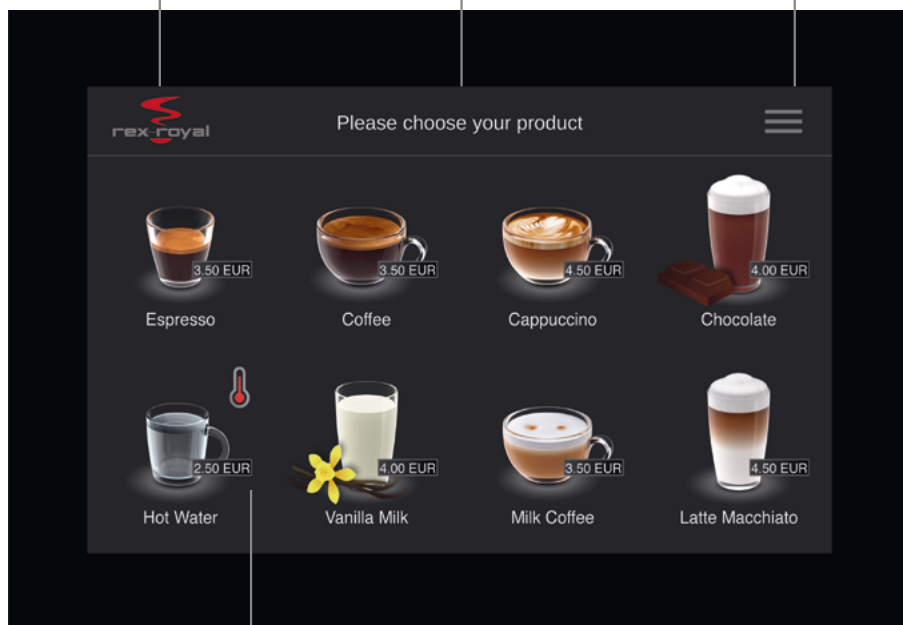 rex-royal
Please choose your product
3.50 EUR
3.50 EUR
4.50 EUR
4.00 EUR
Espresso
Coffee
Cappuccino
Chocolate
2.50 EUR
4.00 EUR
3.50 EUR
4.50 EUR
Hot Water
Vanilla Milk
Milk Coffee
Latte Macchiato